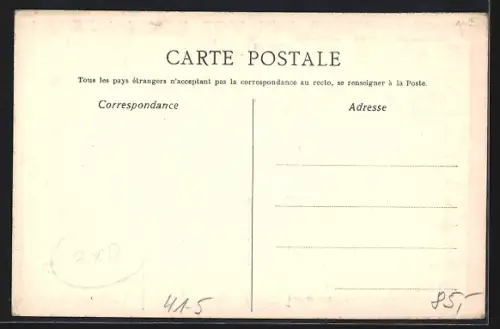 CARTE POSTALE
Tous les pays étrangers n'acceptant pas la correspondance au recto, se renseigner à la Poste.
Correspondance
Adresse
41-5
85,-